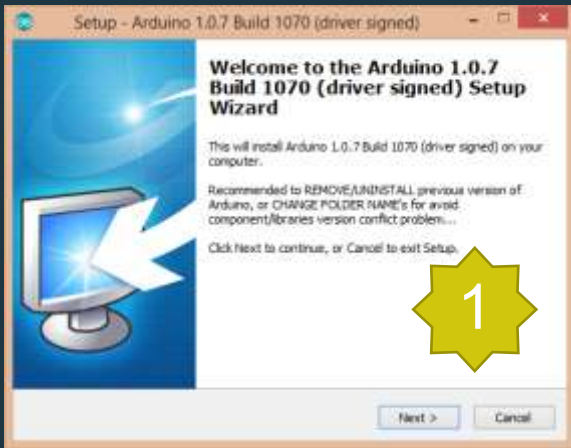 Setup - Arduino 1.0.7 Build 1070 (driver signed)
Welcome to the Arduino 1.0.7
Build 1070 (driver signed) Setup
Wizard
This will install Arduino 1.0.7 Build 1070 (driver signed) on your
computer.
Recommended to REMOVE/UNINSTALL previous version of
Arduino, or CHANGE FOLDER NAME's for avoid
component/libraries version conflict problem...
Click Next to continue, or Cancel to exit Setup.
1
Next >
Cancel